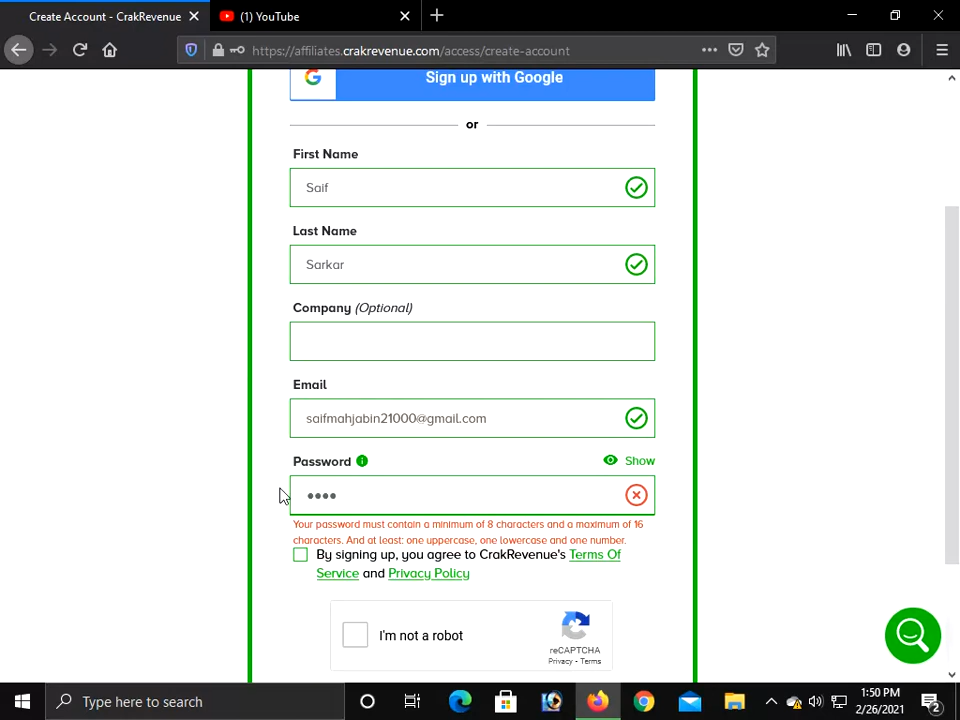 Create Account - CrakRevenue
(1) YouTube
https://affiliates.crakrevenue.com/access/create-account
Sign up with Google
or
First Name
Saif
Last Name
Sarkar
Company (Optional)
Email
saifmahjabin21000@gmail.com
Password
Show
Your password must contain a minimum of 8 characters and a maximum of 16
characters. And at least: one uppercase, one lowercase and one number.
By signing up, you agree to CrakRevenue's Terms Of
Service and Privacy Policy
I'm not a robot
reCAPTCHA
Privacy - Terms
Type here to search
1:50 PM
2/26/2021
2